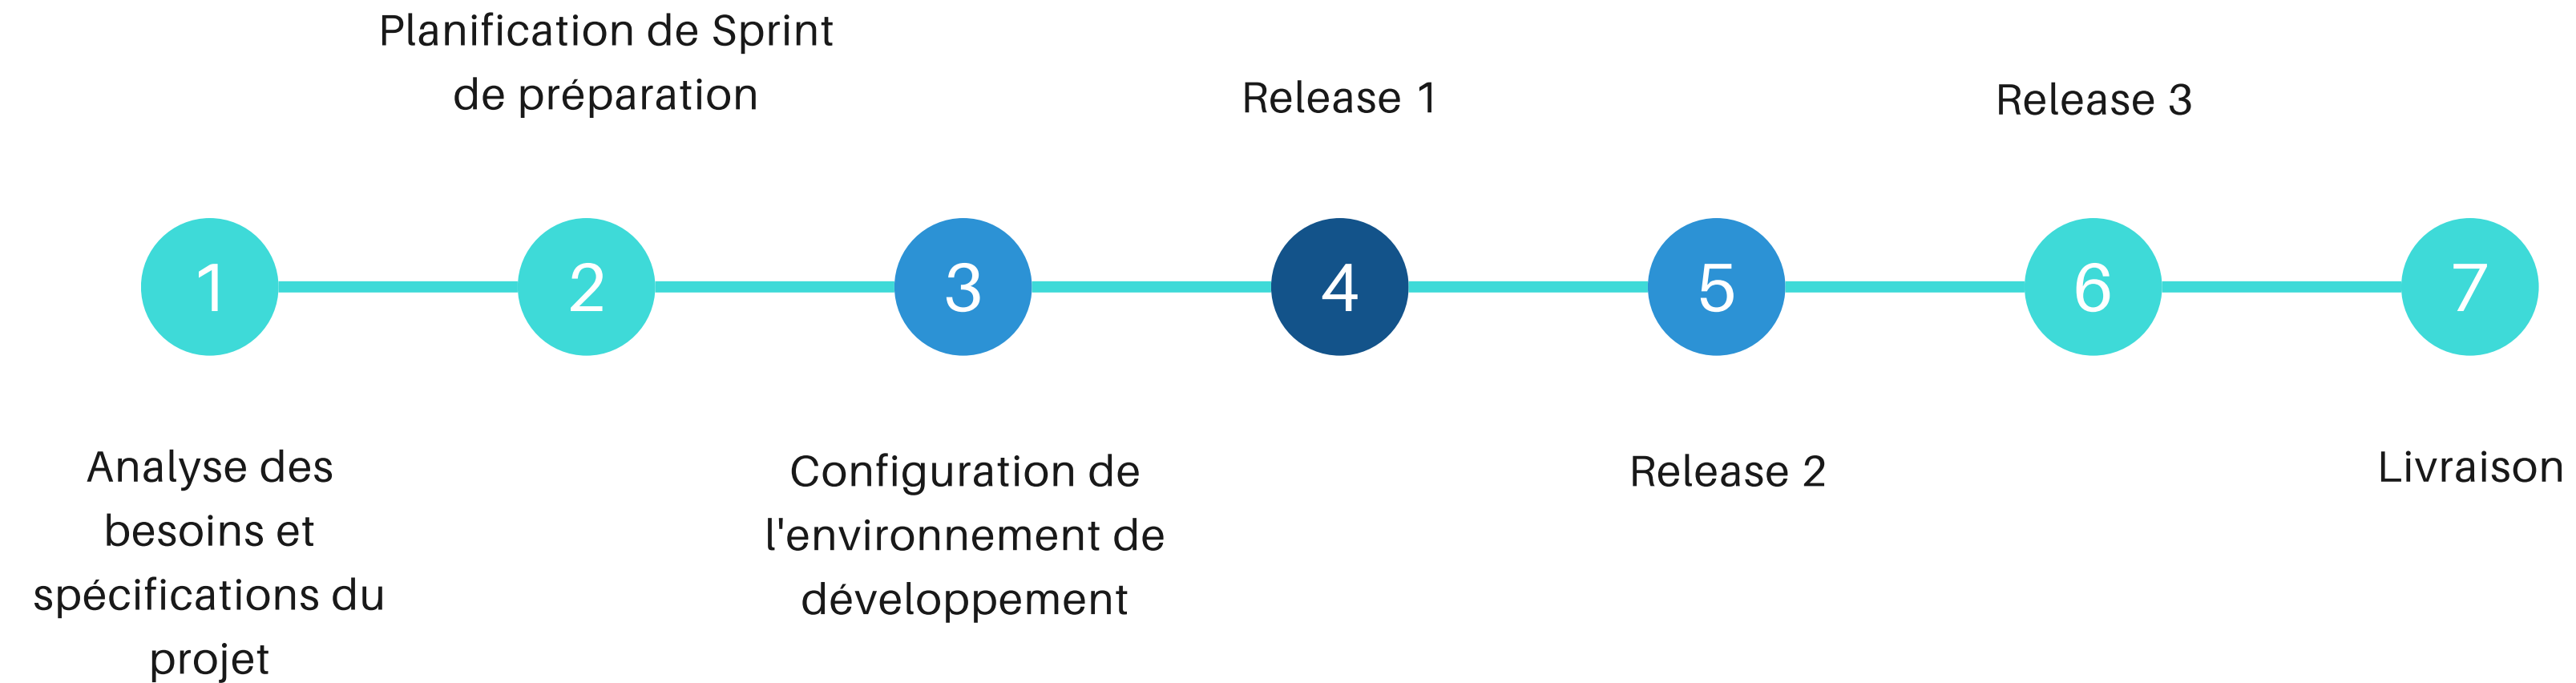 Planification de Sprint
de préparation
Release 1
Release 3
1
2
3
4
5
6
7
Analyse des
besoins et
spécifications du
projet
Configuration de
l'environnement de
développement
Release 2
Livraison